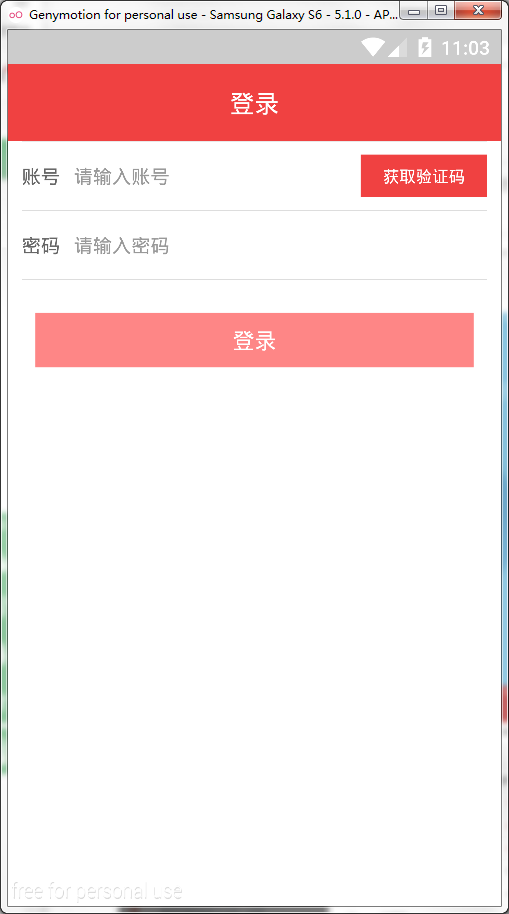 Genymotion for personal use - Samsung Galaxy S6 - 5.1.0 - AP...
11:03
登录
账号 请输入账号 获取验证码
密码 请输入密码
登录
free for personal use